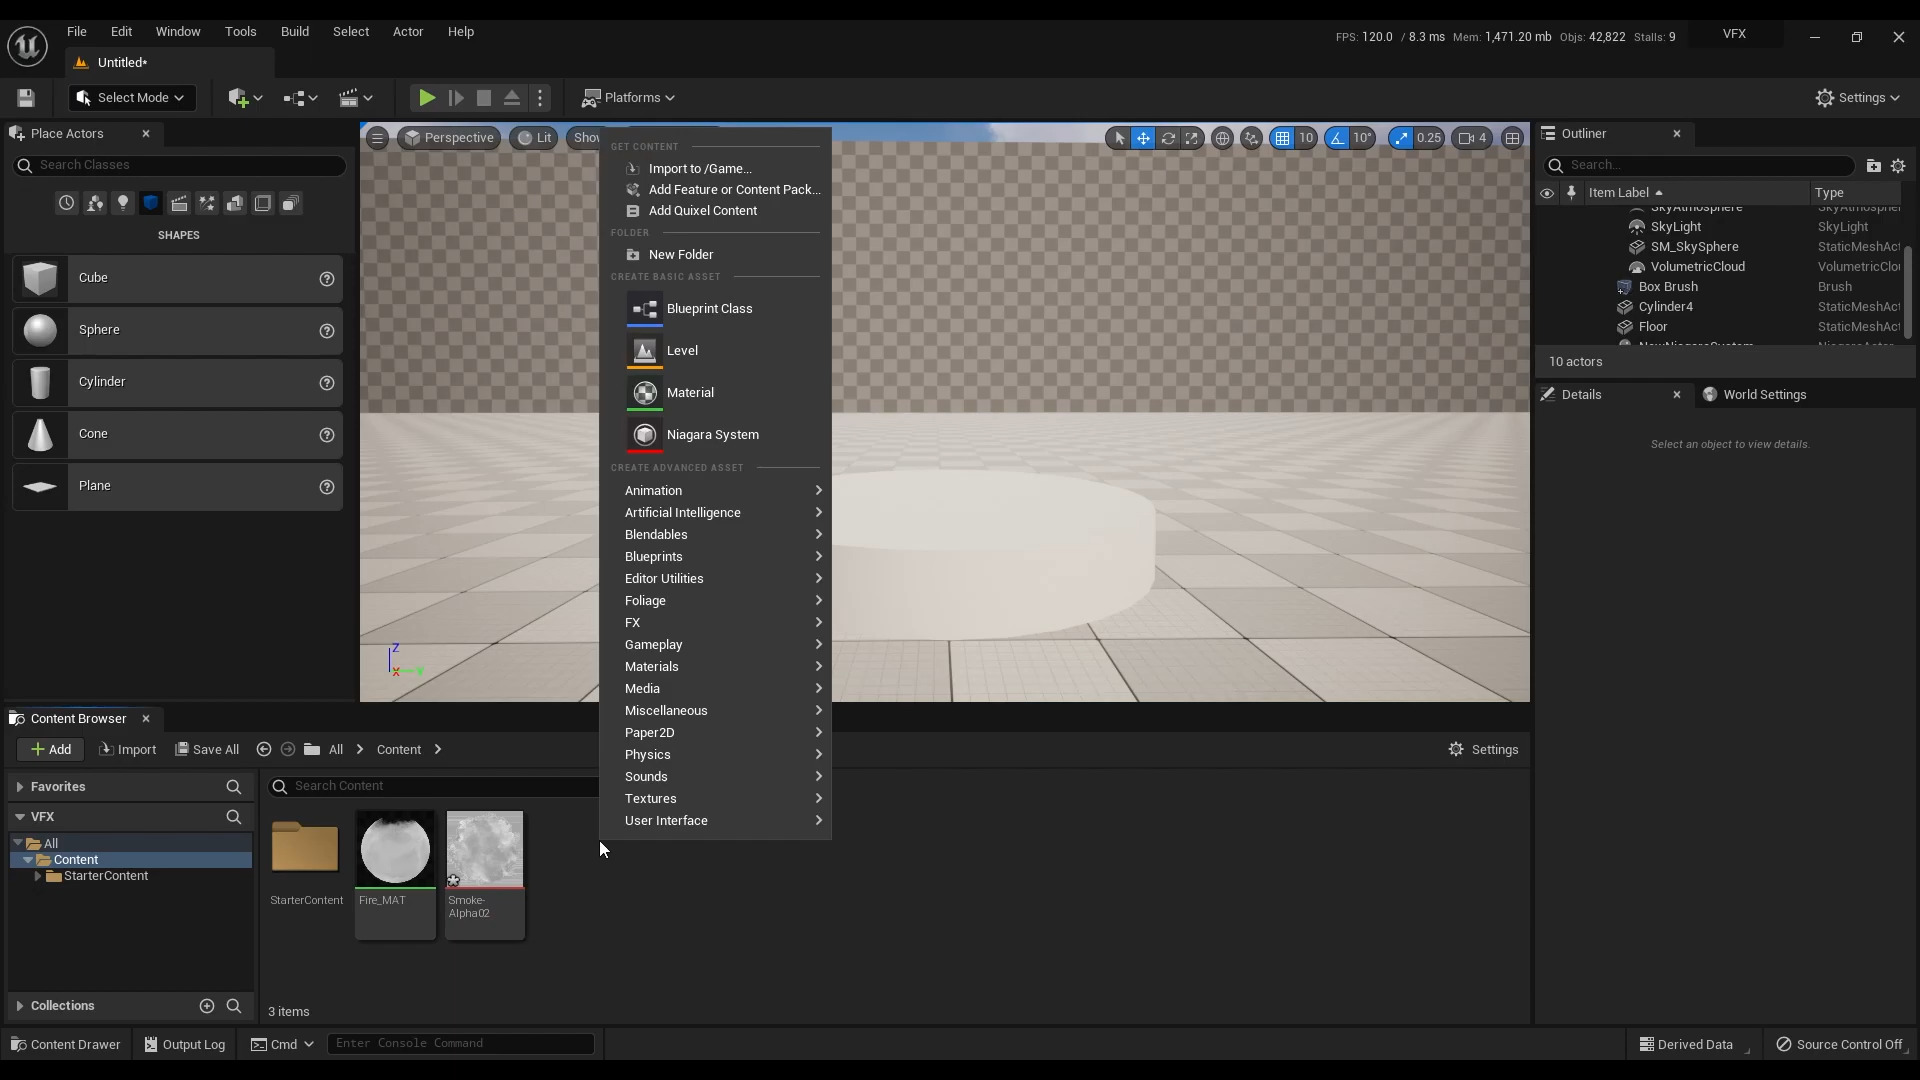 File Edit Window Tools Build Select Actor Help
FPS: 120.0 / 8.3 ms Mem: 1,471.20 mb Objs: 42,822 Stalls: 9
VFX
Untitled*
Select Mode
Platforms
Settings
Place Actors
Search Classes
SHAPES
Cube
Sphere
Cylinder
Cone
Plane
Perspective
Lit
Show
10
10°
0.25
4
Z
X
GET CONTENT
Import to /Game...
Add Feature or Content Pack...
Add Quixel Content
FOLDER
New Folder
CREATE BASIC ASSET
Blueprint Class
Level
Material
Niagara System
CREATE ADVANCED ASSET
Animation
Artificial Intelligence
Blendables
Blueprints
Editor Utilities
Foliage
FX
Gameplay
Materials
Media
Miscellaneous
Paper2D
Physics
Sounds
Textures
User Interface
Outliner
Search...
Item Label Type
SkyAtmosphere SkyAtmospher
SkyLight SkyLight
SM_SkySphere StaticMeshAct
VolumetricCloud VolumetricClou
Box Brush Brush
Cylinder4 StaticMeshAct
Floor StaticMeshAct
NewNiagaraSystem NiagaraActor
10 actors
Details
World Settings
Select an object to view details.
Content Browser
Add
Import
Save All
All
Content
Settings
Favorites
VFX
All
Content
StarterContent
Collections
Search Content
StarterContent
Fire_MAT
Smoke-
Alpha02
3 items
Content Drawer
Output Log
Cmd
Enter Console Command
Derived Data
Source Control Off